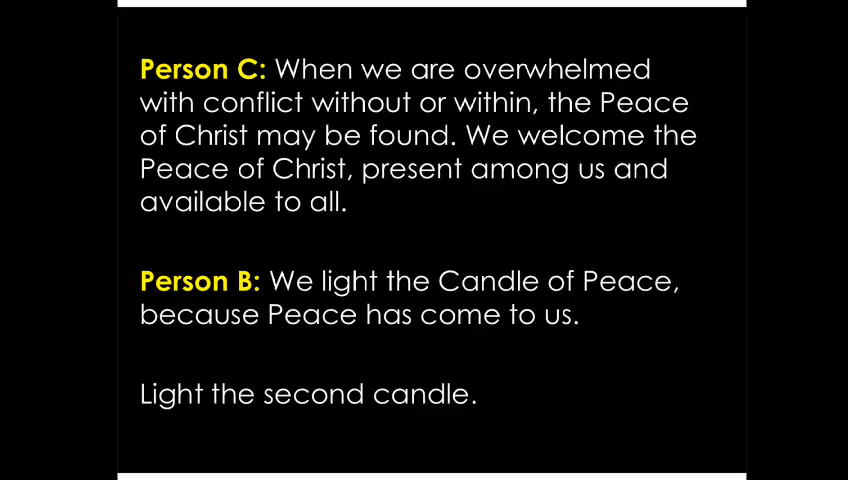 Person C: When we are overwhelmed
with conflict without or within, the Peace
of Christ may be found. We welcome the
Peace of Christ, present among us and
available to all.
Person B: We light the Candle of Peace,
because Peace has come to us.
Light the second candle.